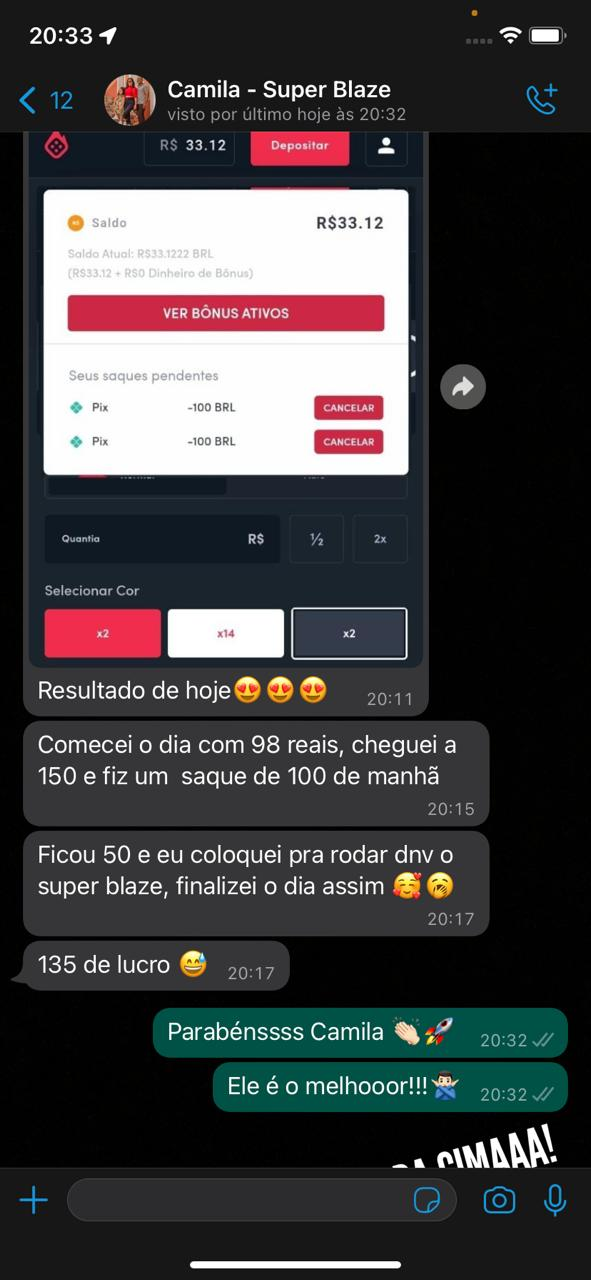 20:33
12
Camila - Super Blaze
visto por último hoje às 20:32
R$ 33.12
Depositar
Saldo
R$33.12
Saldo Atual: R$33.1222 BRL
(R$33.12 + R$0 Dinheiro de Bônus)
VER BÔNUS ATIVOS
Seus saques pendentes
Pix -100 BRL CANCELAR
Pix -100 BRL CANCELAR
Quantia R$ ½ 2x
Selecionar Cor
x2 x14 x2
Resultado de hoje😍😍😍 20:11
Comecei o dia com 98 reais, cheguei a
150 e fiz um saque de 100 de manhã
20:15
Ficou 50 e eu coloquei pra rodar dnv o
super blaze, finalizei o dia assim 🥰🥱
20:17
135 de lucro 😅 20:17
Parabénssss Camila 👏🏻🚀 20:32
Ele é o melhooor!!!🙅🏻‍♂️ 20:32
CIMAAA!